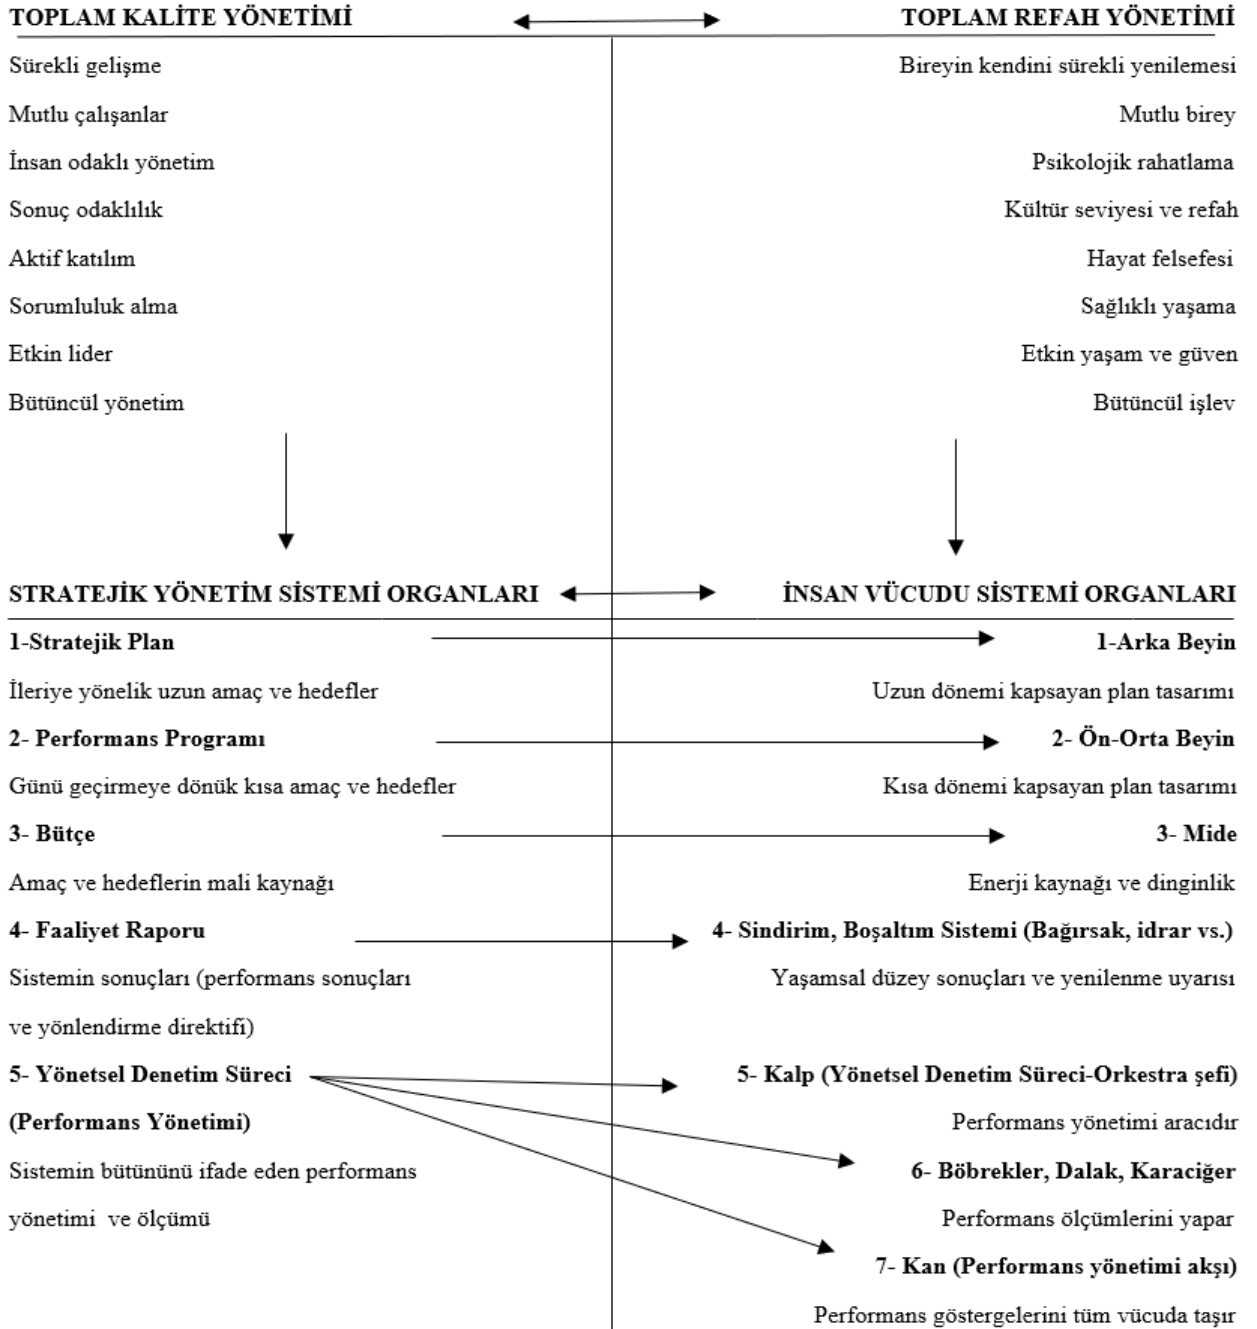 TOPLAM KALİTE YÖNETİMİ TOPLAM REFAH YÖNETİMİ
Sürekli gelişme Bireyin kendini sürekli yenilemesi
Mutlu çalışanlar Mutlu birey
İnsan odaklı yönetim Psikolojik rahatlama
Sonuç odaklılık Kültür seviyesi ve refah
Aktif katılım Hayat felsefesi
Sorumluluk alma Sağlıklı yaşama
Etkin lider Etkin yaşam ve güven
Bütüncül yönetim Bütüncül işlev
STRATEJİK YÖNETİM SİSTEMİ ORGANLARI İNSAN VÜCUDU SİSTEMİ ORGANLARI
1-Stratejik Plan 1-Arka Beyin
İleriye yönelik uzun amaç ve hedefler Uzun dönemi kapsayan plan tasarımı
2- Performans Programı 2- Ön-Orta Beyin
Günü geçirmeye dönük kısa amaç ve hedefler Kısa dönemi kapsayan plan tasarımı
3- Bütçe 3- Mide
Amaç ve hedeflerin mali kaynağı Enerji kaynağı ve dinginlik
4- Faaliyet Raporu 4- Sindirim, Boşaltım Sistemi (Bağırsak, idrar vs.)
Sistemin sonuçları (performans sonuçları Yaşamsal düzey sonuçları ve yenilenme uyarısı
ve yönlendirme direktifi)
5- Yönetsel Denetim Süreci 5- Kalp (Yönetsel Denetim Süreci-Orkestra şefi)
(Performans Yönetimi) Performans yönetimi aracıdır
Sistemin bütününü ifade eden performans 6- Böbrekler, Dalak, Karaciğer
yönetimi ve ölçümü Performans ölçümlerini yapar
7- Kan (Performans yönetimi akşı)
Performans göstergelerini tüm vücuda taşır